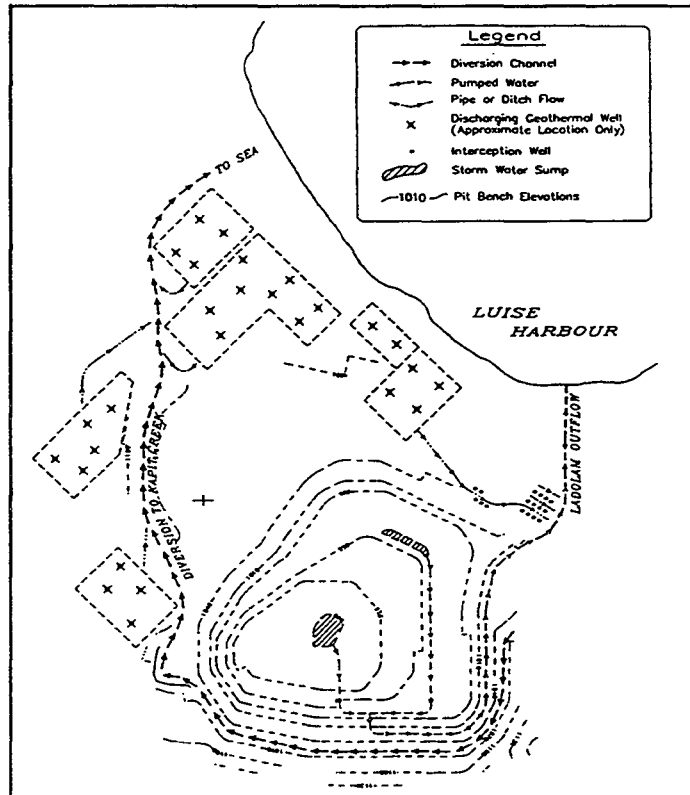 Legend
Diversion Channel
Pumped Water
Pipe or Ditch Flow
Discharging Geothermal Well
(Approximate Location Only)
Interception Well
Storm Water Sump
1010 Pit Bench Elevations
TO SEA
LUISE
HARBOUR
LADOLAM OUTFLOW
DIVERSION TO KAPIT CREEK